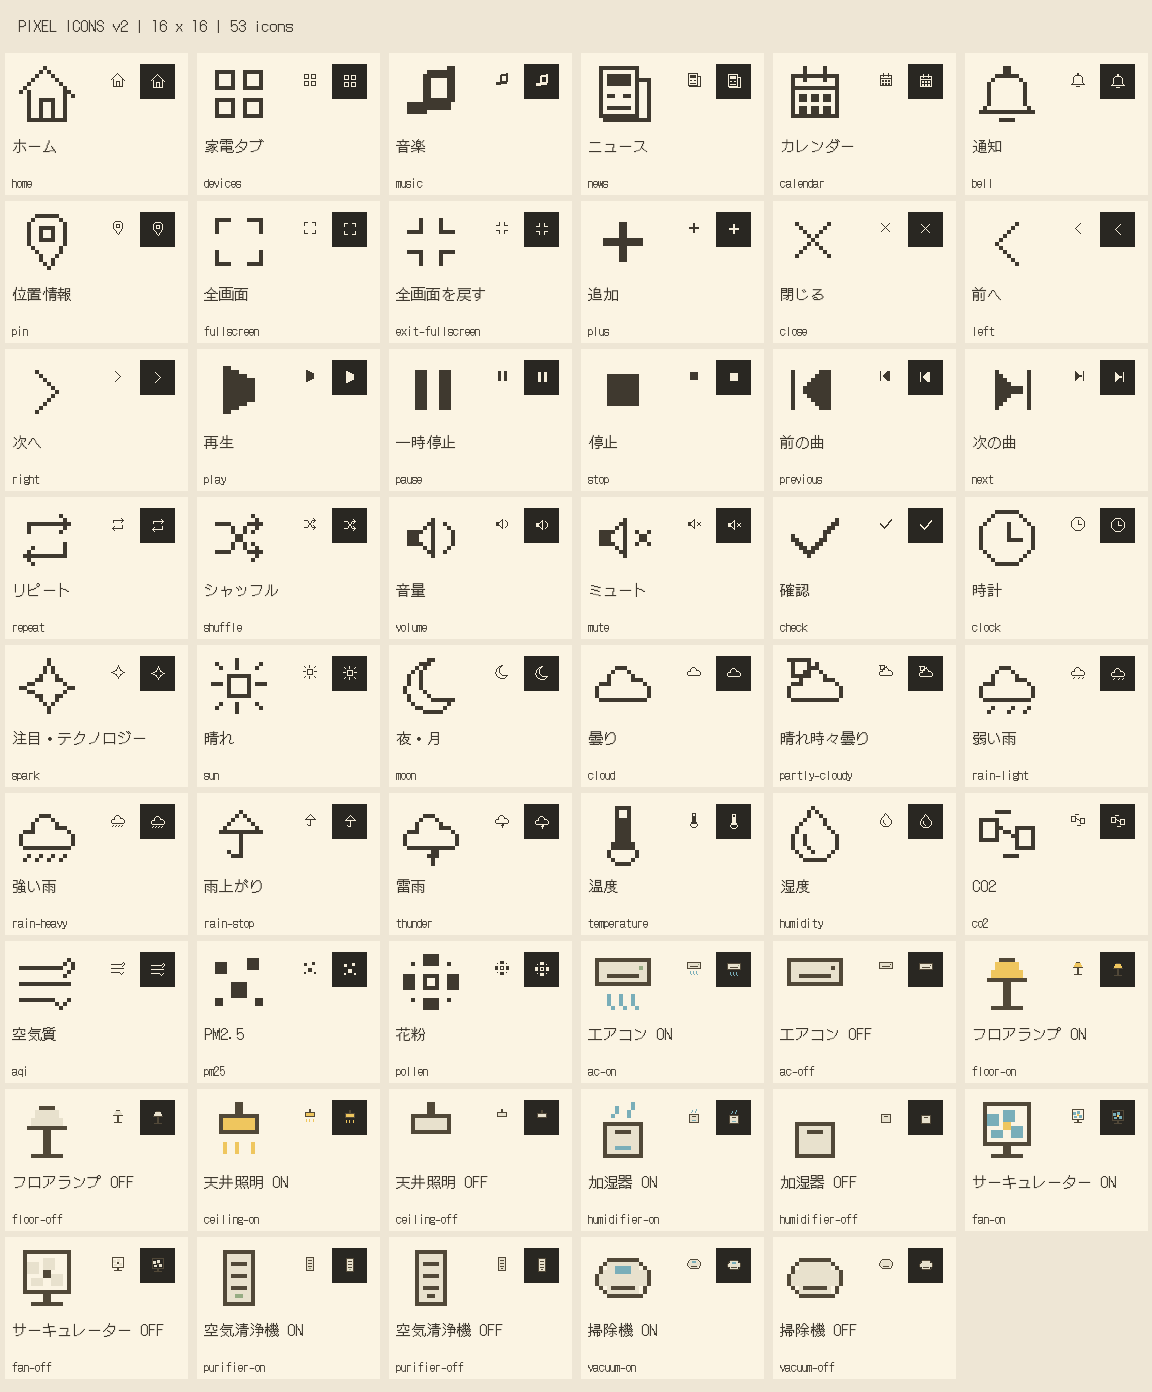 PIXEL ICONS v2 | 16 x 16 | 53 icons
ホーム
home
家電タブ
devices
音楽
music
ニュース
news
カレンダー
calendar
通知
bell
位置情報
pin
全画面
fullscreen
全画面を戻す
exit-fullscreen
追加
plus
閉じる
close
前へ
left
次へ
right
再生
play
一時停止
pause
停止
stop
前の曲
previous
次の曲
next
リピート
repeat
シャッフル
shuffle
音量
volume
ミュート
mute
確認
check
時計
clock
注目・テクノロジー
spark
晴れ
sun
夜・月
moon
曇り
cloud
晴れ時々曇り
partly-cloudy
弱い雨
rain-light
強い雨
rain-heavy
雨上がり
rain-stop
雷雨
thunder
温度
temperature
湿度
humidity
CO2
co2
空気質
aqi
PM2.5
pm25
花粉
pollen
エアコン ON
ac-on
エアコン OFF
ac-off
フロアランプ ON
floor-on
フロアランプ OFF
floor-off
天井照明 ON
ceiling-on
天井照明 OFF
ceiling-off
加湿器 ON
humidifier-on
加湿器 OFF
humidifier-off
サーキュレーター ON
fan-on
サーキュレーター OFF
fan-off
空気清浄機 ON
purifier-on
空気清浄機 OFF
purifier-off
掃除機 ON
vacuum-on
掃除機 OFF
vacuum-off